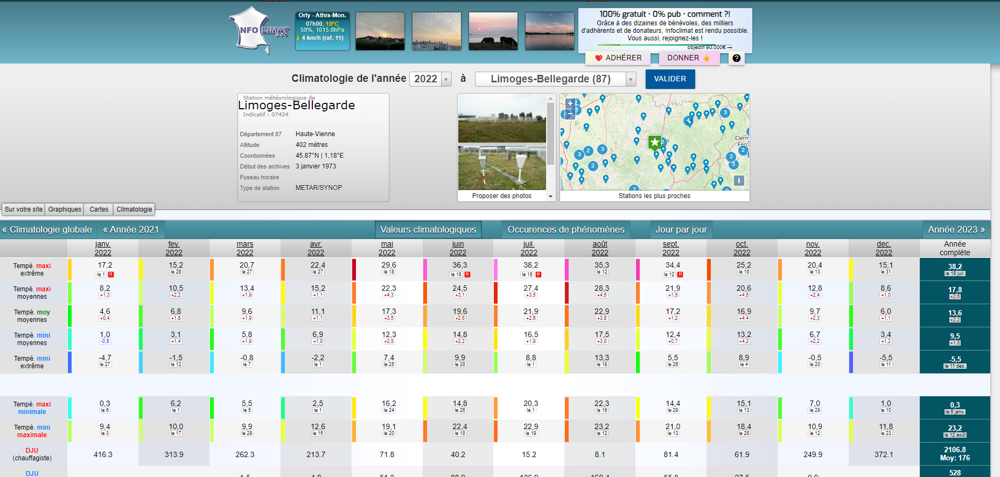 NFO CLIMAT
Orly - Athis-Mon.
07h00, 19°C
59%, 1015.8hPa
4 km/h (raf. 11)
100% gratuit · 0% pub · comment ?!
Grâce à des dizaines de bénévoles, des milliers
d'adhérents et de donateurs, Infoclimat est rendu possible.
Vous aussi, rejoignez-les !
objectif 90.000€ →
ADHÉRER DONNER ?
Climatologie de l'année 2022 à Limoges-Bellegarde (87) VALIDER
Station météorologique de
Limoges-Bellegarde
Indicatif : 07434
Département 87 Haute-Vienne
Altitude 402 mètres
Coordonnées 45,87°N | 1,18°E
Début des archives 3 janvier 1973
Fuseau horaire
Type de station METAR/SYNOP
Proposer des photos
Stations les plus proches
Sur votre site Graphiques Cartes Climatologie
« Climatologie globale « Année 2021 Valeurs climatologiques Occurences de phénomènes Jour par jour Année 2023 »
janv. fev. mars avr. mai juin juil. août sept. oct. nov. dec. Année
2022 2022 2022 2022 2022 2022 2022 2022 2022 2022 2022 2022 complète
Tempé. maxi 17,2 15,2 20,7 22,4 29,6 36,3 38,2 35,3 34,4 25,2 20,4 15,1 38,2
extrême le 1 !! le 28 le 27 le 27 le 18 le 18 !! le 18 !! le 12 le 12 !! le 18 le 13 le 31 le 18 juil.
Tempé. maxi 8,2 10,5 13,4 15,2 22,3 24,5 27,4 28,3 21,9 20,6 12,8 8,6 17,8
moyennes +1,3 +2,2 +1,9 +1,1 +4,3 +3,1 +3,5 +4,5 +1,5 +4,5 +2,4 +1,0 +2,6
Tempé. moy 4,6 6,8 9,6 11,1 17,3 19,6 21,9 22,9 17,2 16,9 9,7 6,0 13,6
moyennes +0,4 +1,8 +1,9 +1,1 +3,5 +2,6 +2,6 +3,8 +1,2 +4,4 +2,3 +1,1 +2,2
Tempé. mini 1,0 3,1 5,8 6,9 12,3 14,8 16,5 17,5 12,4 13,2 6,7 3,4 9,5
moyennes -0,5 +1,4 +1,9 +1,0 +2,8 +2,2 +1,9 +3,0 +0,7 +4,2 +2,2 +1,2 +1,8
Tempé. mini -4,7 -1,5 -0,8 -2,2 7,4 9,9 8,8 13,3 5,5 8,9 -0,5 -5,5 -5,5
extrême le 27 le 12 le 7 le 1 le 25 le 28 le 1 le 18 le 26 le 4 le 20 le 11 le 11 dec.
Tempé. maxi 0,3 6,2 5,5 2,5 16,2 14,8 20,3 22,3 14,4 15,1 7,0 1,0 0,3
minimale le 6 le 1 le 5 le 1 le 24 le 26 le 1 le 16 le 29 le 13 le 29 le 10 le 6 janv.
Tempé. mini 9,4 10,0 9,9 12,6 19,1 22,4 22,9 23,2 21,0 18,4 10,9 11,8 23,2
maximale le 3 le 17 le 29 le 15 le 20 le 18 le 19 le 12 le 13 le 28 le 12 le 23 le 12 août
DJU 416.3 313.9 262.3 213.7 71.8 40.2 15.2 8.1 81.4 61.9 249.9 372.1 2106.8
(chauffagiste) Moy: 176
DJU 528